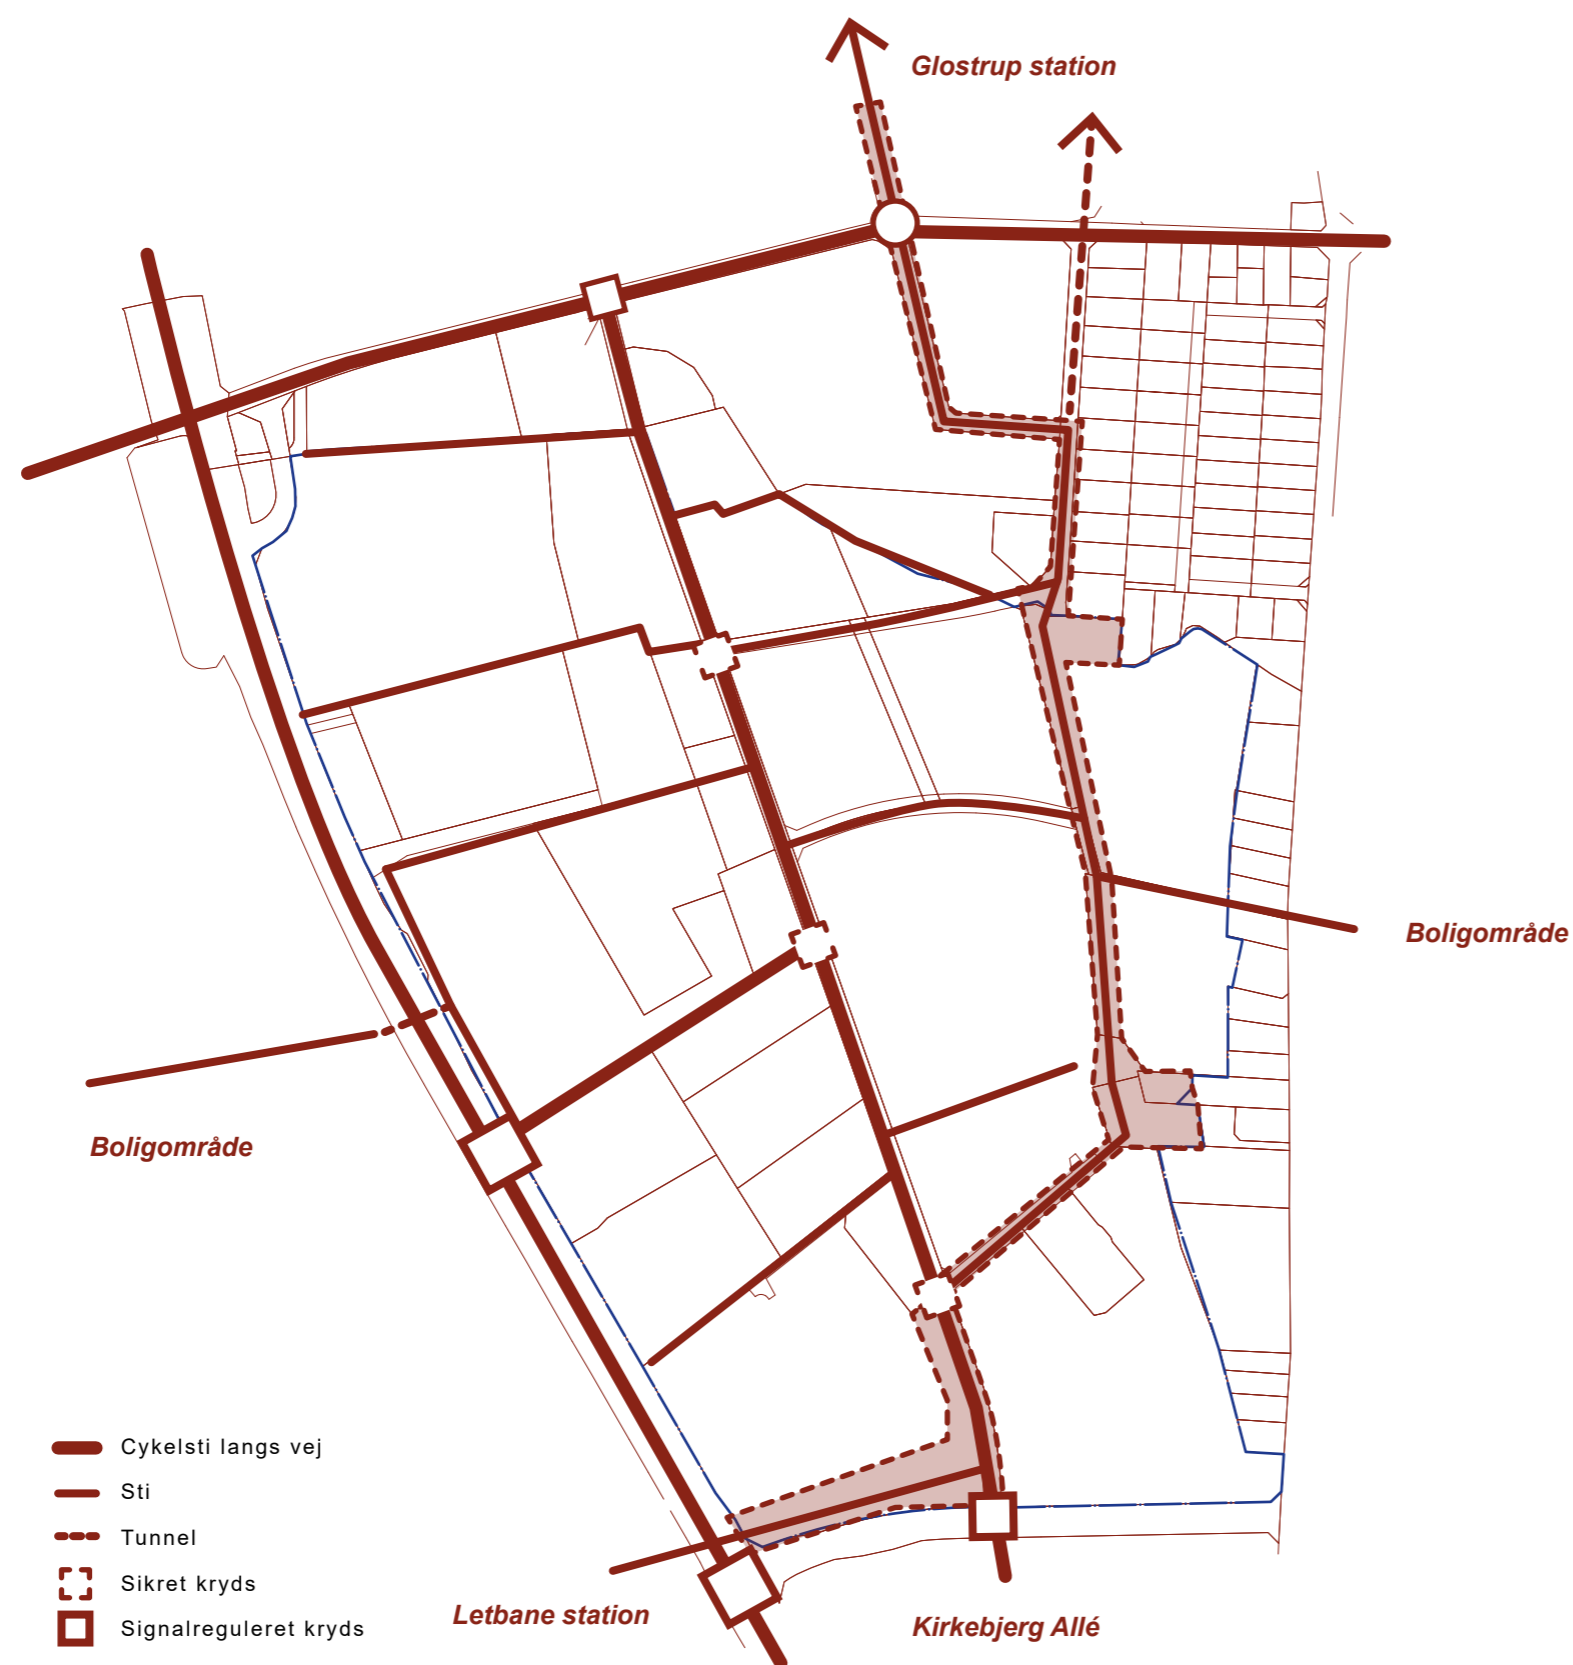 Glostrup station
Boligområde
Boligområde
Cykelsti langs vej
Sti
Tunnel
Sikret kryds
Signalreguleret kryds
Letbane station
Kirkebjerg Allé